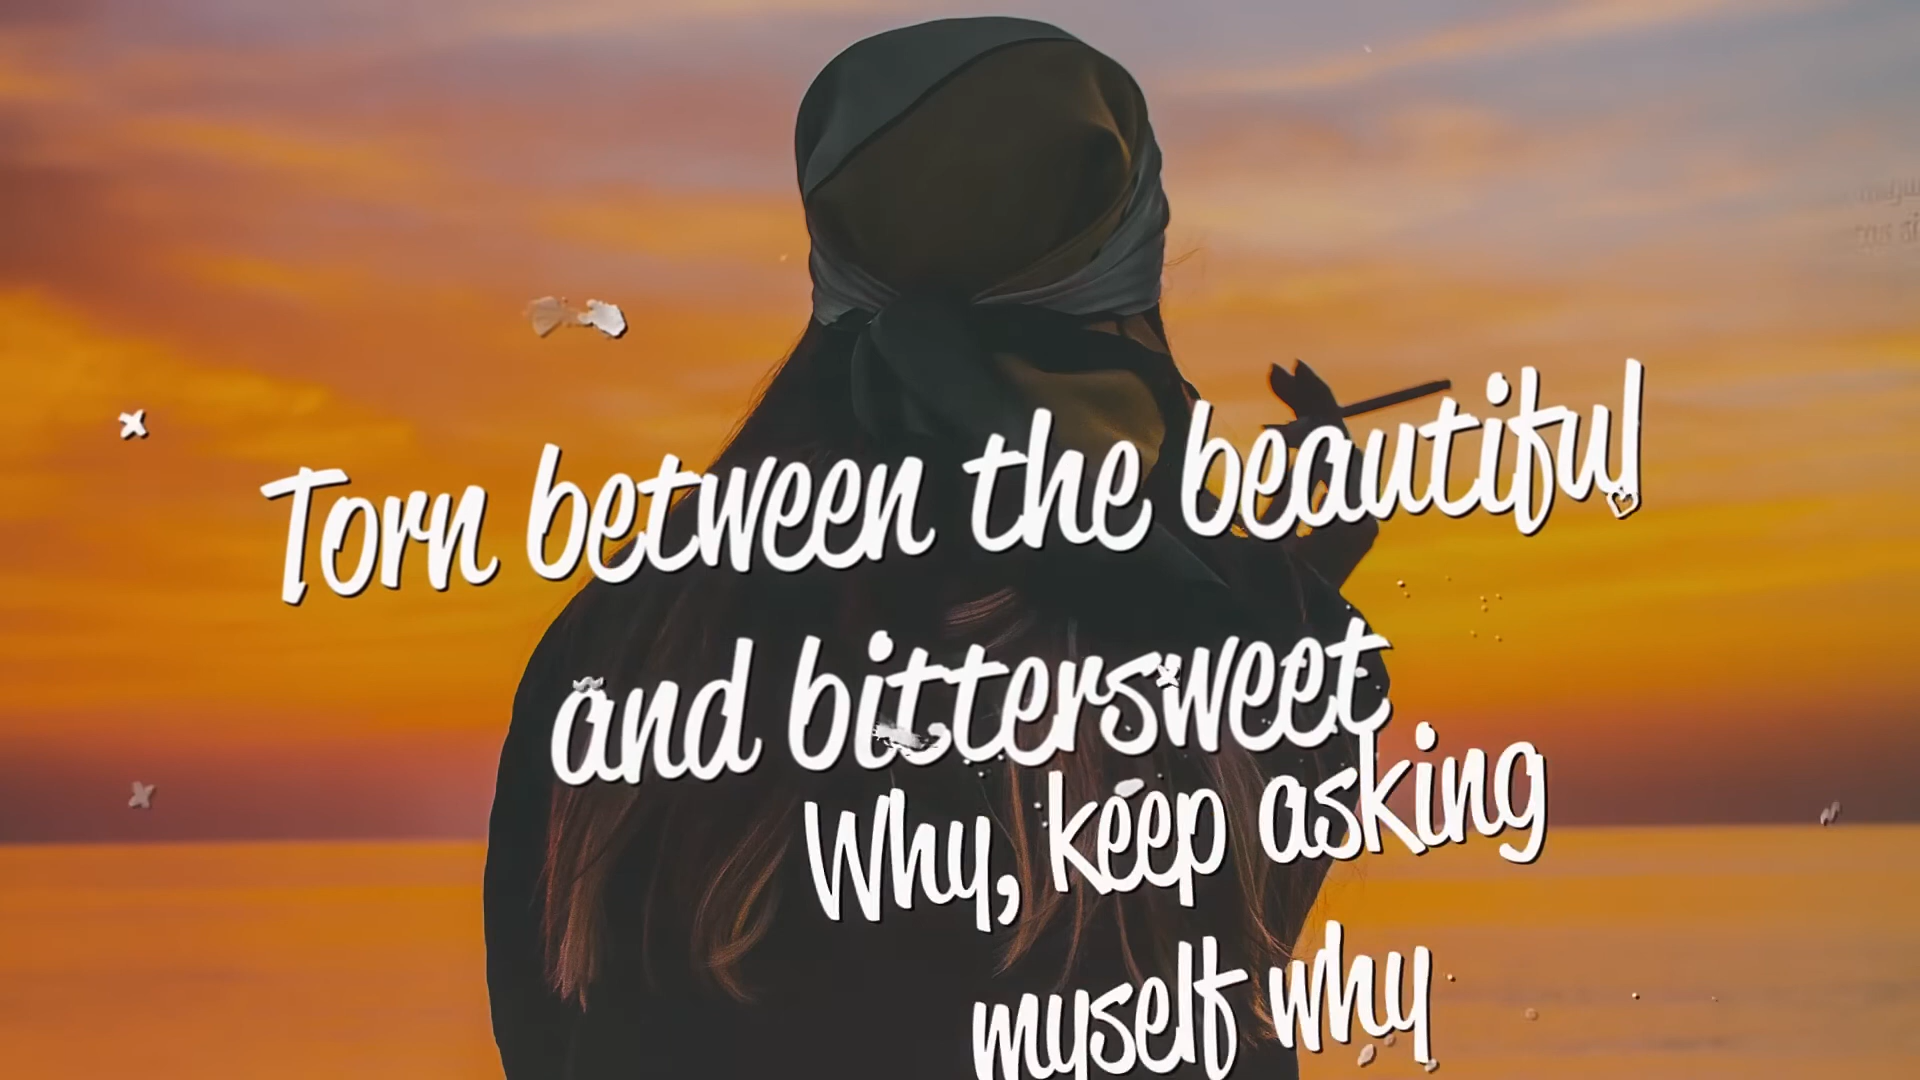 Torn between the beautiful
and bittersweet
Why, keep asking
myself why